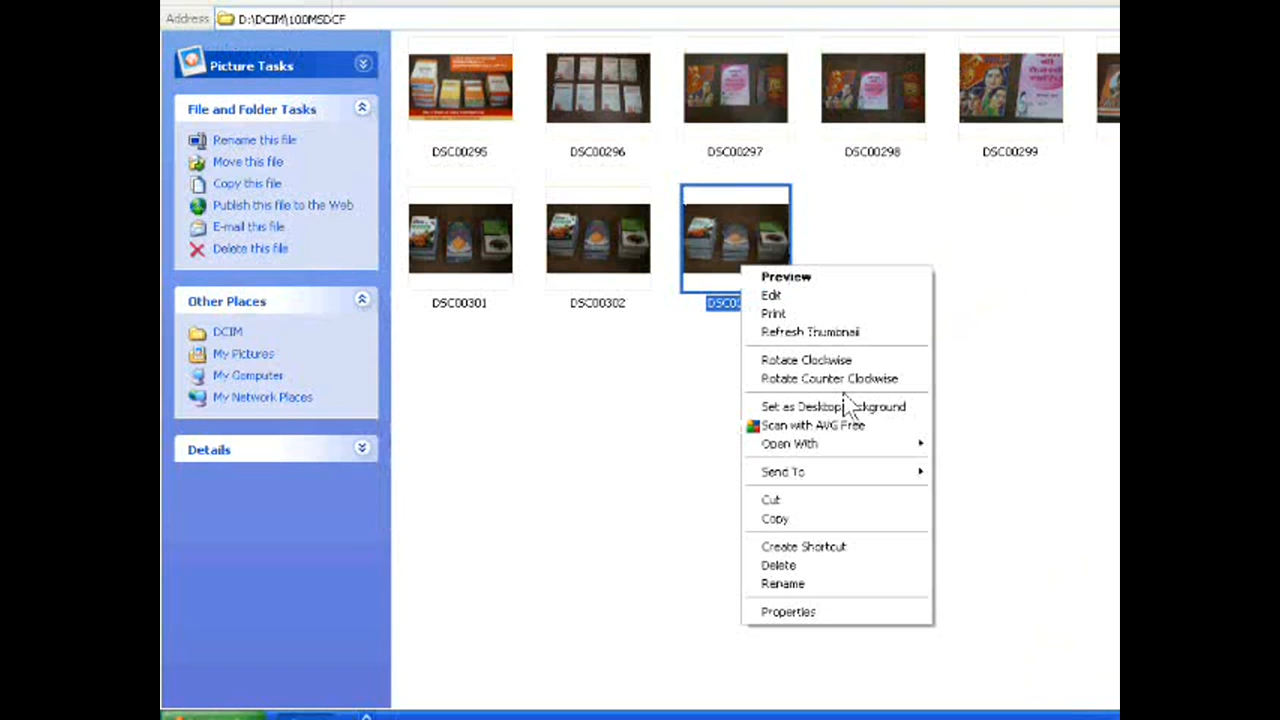 Address D:\DCIM\100MSDCF
Picture Tasks
File and Folder Tasks
Rename this file
Move this file
Copy this file
Publish this file to the Web
E-mail this file
Delete this file
Other Places
DCIM
My Pictures
My Computer
My Network Places
Details
DSC00295 DSC00296 DSC00297 DSC00298 DSC00299
DSC00301 DSC00302
Preview
Edit
Print
Refresh Thumbnail
Rotate Clockwise
Rotate Counter Clockwise
Set as Desktop
Scan with AVG Free
Open With
Send To
Cut
Copy
Create Shortcut
Delete
Rename
Properties